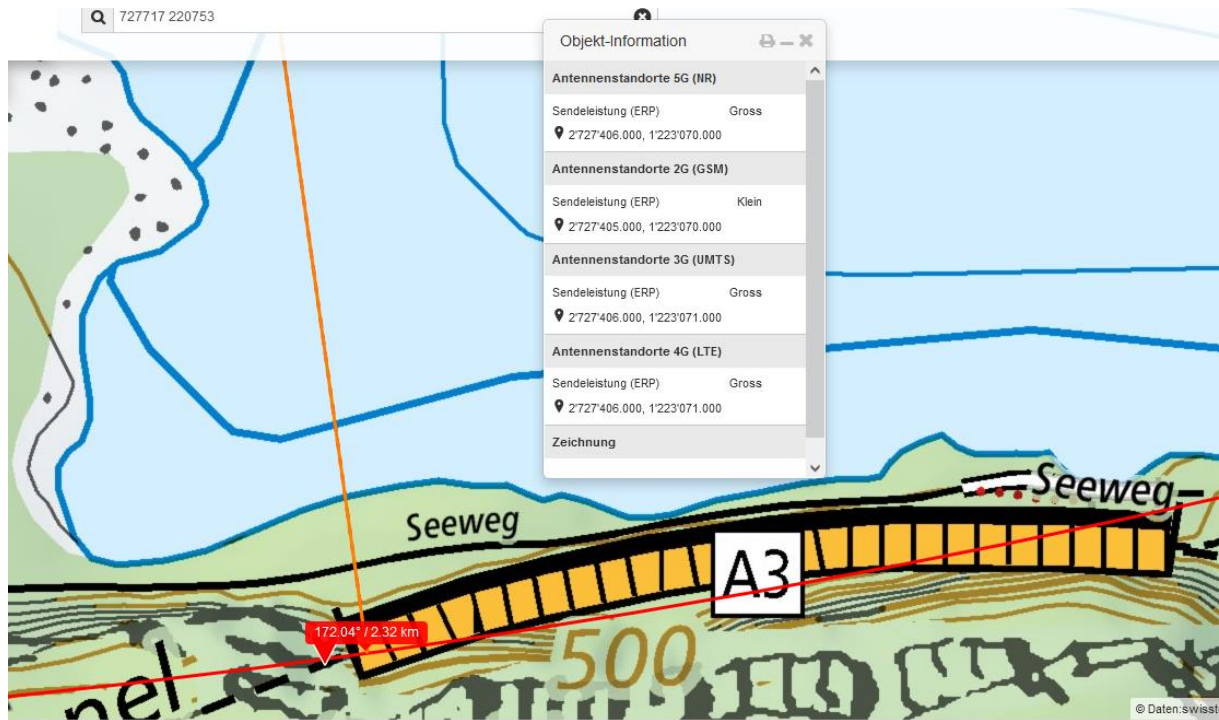 727717 220753
Objekt-Information
Antennenstandorte 5G (NR)
Sendeleistung (ERP) Gross
2'727'406.000, 1'223'070.000
Antennenstandorte 2G (GSM)
Sendeleistung (ERP) Klein
2'727'405.000, 1'223'070.000
Antennenstandorte 3G (UMTS)
Sendeleistung (ERP) Gross
2'727'406.000, 1'223'071.000
Antennenstandorte 4G (LTE)
Sendeleistung (ERP) Gross
2'727'406.000, 1'223'071.000
Zeichnung
Seeweg
Seeweg
A3
172.04° / 2.32 km
500
nel
© Daten:swisst